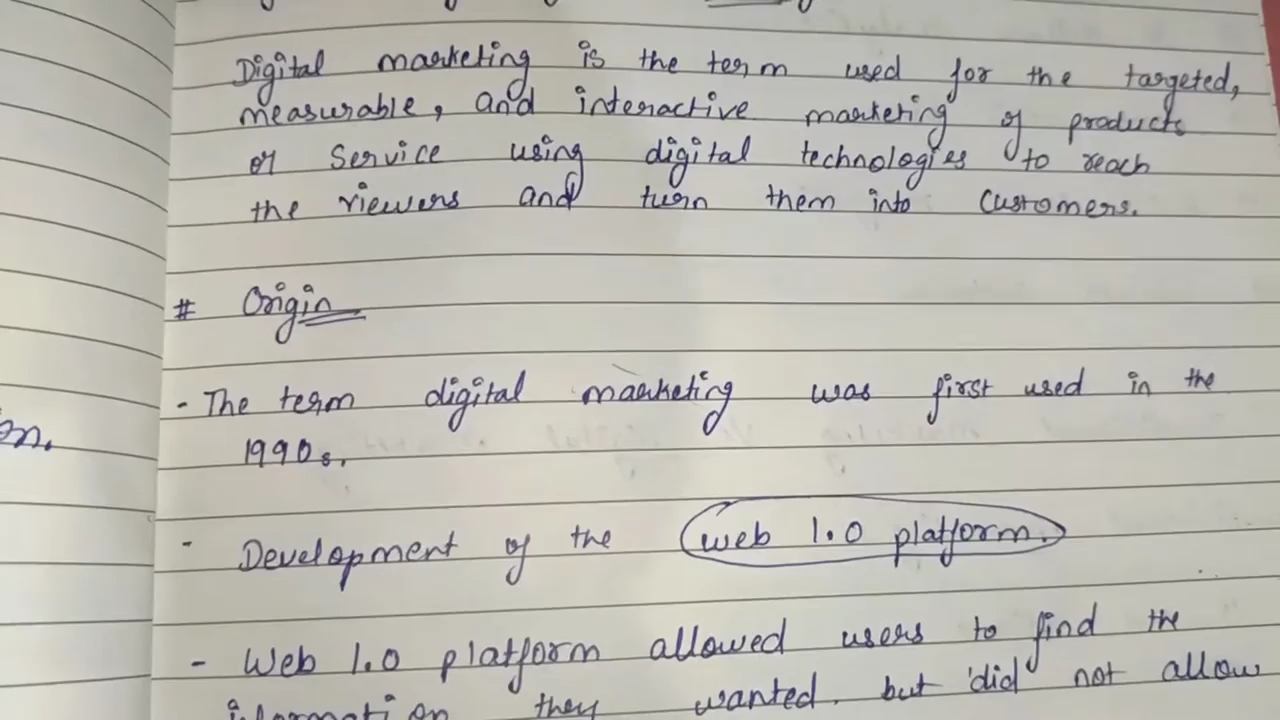 Digital marketing is the term used for the targeted,
measurable, and interactive marketing of products
or Service using digital technologies to reach
the viewers and turn them into Customers.
# Origin
- The term digital marketing was first used in the
1990s.
- Development of the web 1.0 platform.
- Web 1.0 platform allowed users to find the
information they wanted but did not allow